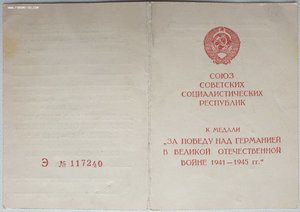 Э № 117240
СОЮЗ
СОВЕТСКИХ
СОЦИАЛИСТИЧЕСКИХ
РЕСПУБЛИК
К МЕДАЛИ
„ЗА ПОБЕДУ НАД ГЕРМАНИЕЙ
В ВЕЛИКОЙ ОТЕЧЕСТВЕННОЙ
ВОЙНЕ 1941—1945 гг.“